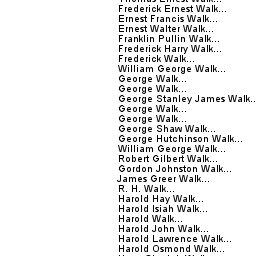 Thomas Ernest Walk...
Frederick Ernest Walk...
Ernest Francis Walk...
Ernest Walter Walk...
Franklin Pullin Walk...
Frederick Harry Walk...
Frederick Walk...
William George Walk...
George Walk...
George Walk...
George Stanley James Walk..
George Walk...
George Walk...
George Shaw Walk...
George Hutchinson Walk...
William George Walk...
Robert Gilbert Walk...
Gordon Johnston Walk...
James Greer Walk...
R. H. Walk...
Harold Hay Walk...
Harold Isiah Walk...
Harold Walk...
Harold John Walk...
Harold Lawrence Walk...
Harold Osmond Walk...